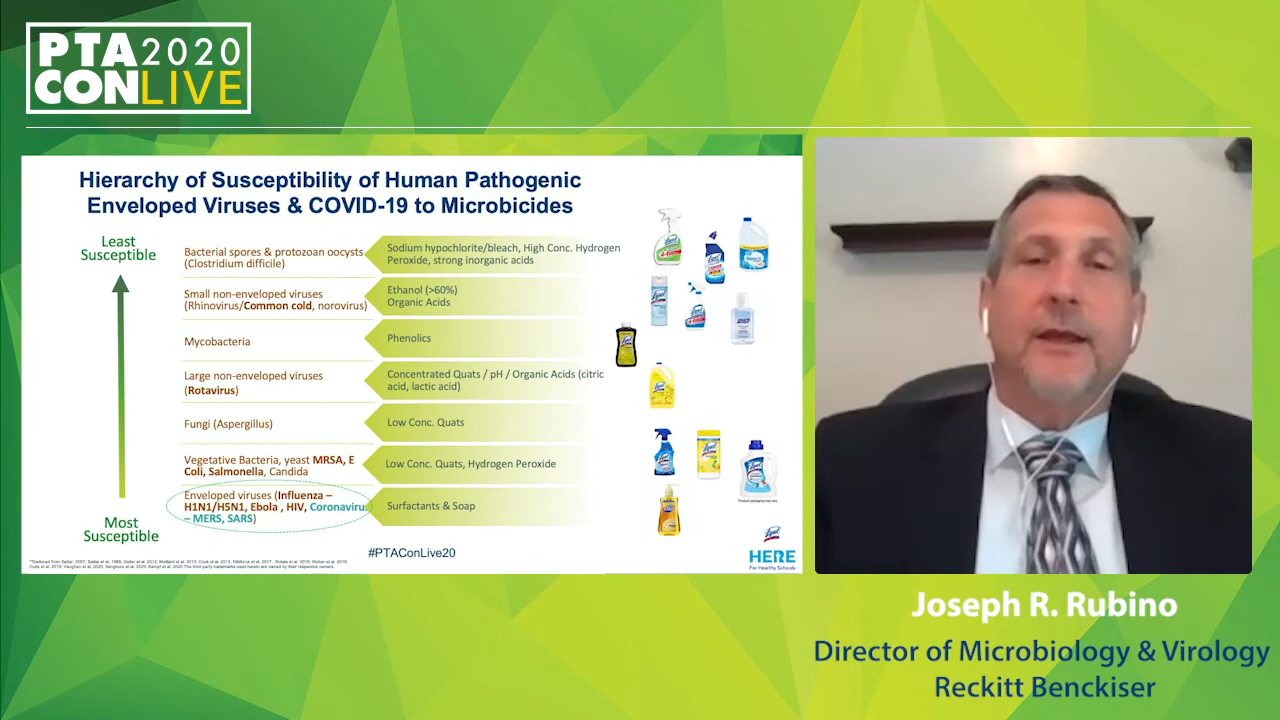 PTA2020
CONLIVE
Hierarchy of Susceptibility of Human Pathogenic
Enveloped Viruses & COVID-19 to Microbicides
Least
Susceptible
Bacterial spores & protozoan oocysts
(Clostridium difficile)
Sodium hypochlorite/bleach, High Conc. Hydrogen
Peroxide, strong inorganic acids
Small non-enveloped viruses
(Rhinovirus/Common cold, norovirus)
Ethanol (>60%)
Organic Acids
Mycobacteria
Phenolics
Large non-enveloped viruses
(Rotavirus)
Concentrated Quats / pH / Organic Acids (citric
acid, lactic acid)
Fungi (Aspergillus)
Low Conc. Quats
Vegetative Bacteria, yeast MRSA, E
Coli, Salmonella, Candida
Low Conc. Quats, Hydrogen Peroxide
Enveloped viruses (Influenza –
H1N1/H5N1, Ebola , HIV, Coronavirus
– MERS, SARS)
Surfactants & Soap
Most
Susceptible
#PTAConLive20
Lysol
HERE
For Healthy Schools
Joseph R. Rubino
Director of Microbiology & Virology
Reckitt Benckiser